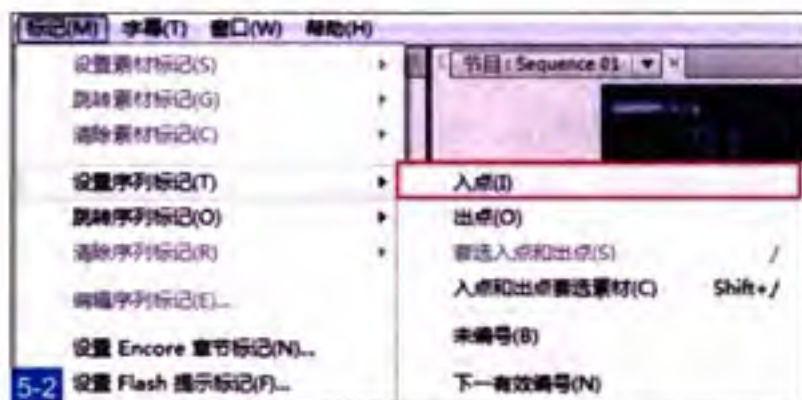 标记(M) 字幕(T) 窗口(W) 帮助(H)
设置素材标记(S)
节目: Sequence 01
跳转素材标记(G)
清除素材标记(C)
设置序列标记(T)
入点(I)
跳转序列标记(O)
出点(O)
清除序列标记(R)
套选入点和出点(S) /
编辑序列标记(E)...
入点和出点套选素材(C) Shift+/
设置 Encore 章节标记(N)...
未编号(B)
5-2 设置 Flash 提示标记(F)...
下一有效编号(N)